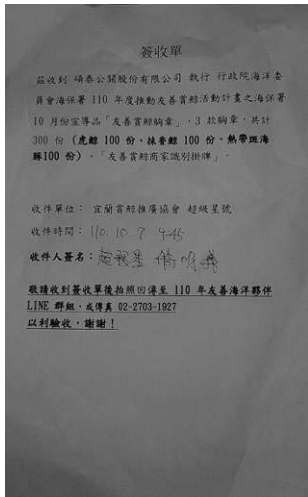 簽收單
茲收到 碩泰公關股份有限公司 執行 行政院海洋委
員會海保署 110 年度推動友善賞鯨活動計畫之海保署
10 月份宣導品「友善賞鯨胸章」，3 款胸章，共計
300 份（虎鯨 100 份、抹香鯨 100 份、熱帶斑海
豚100 份）、「友善賞鯨商家識別掛牌」。
收件單位： 宜蘭賞鯨推廣協會 超級星號
收件時間： 110.10.7 9:45
收件人簽名：超級星
敬請收到簽收單後拍照回傳至 110 年友善海洋夥伴
LINE 群組，或傳真 02-2703-1927
以利驗收，謝謝！